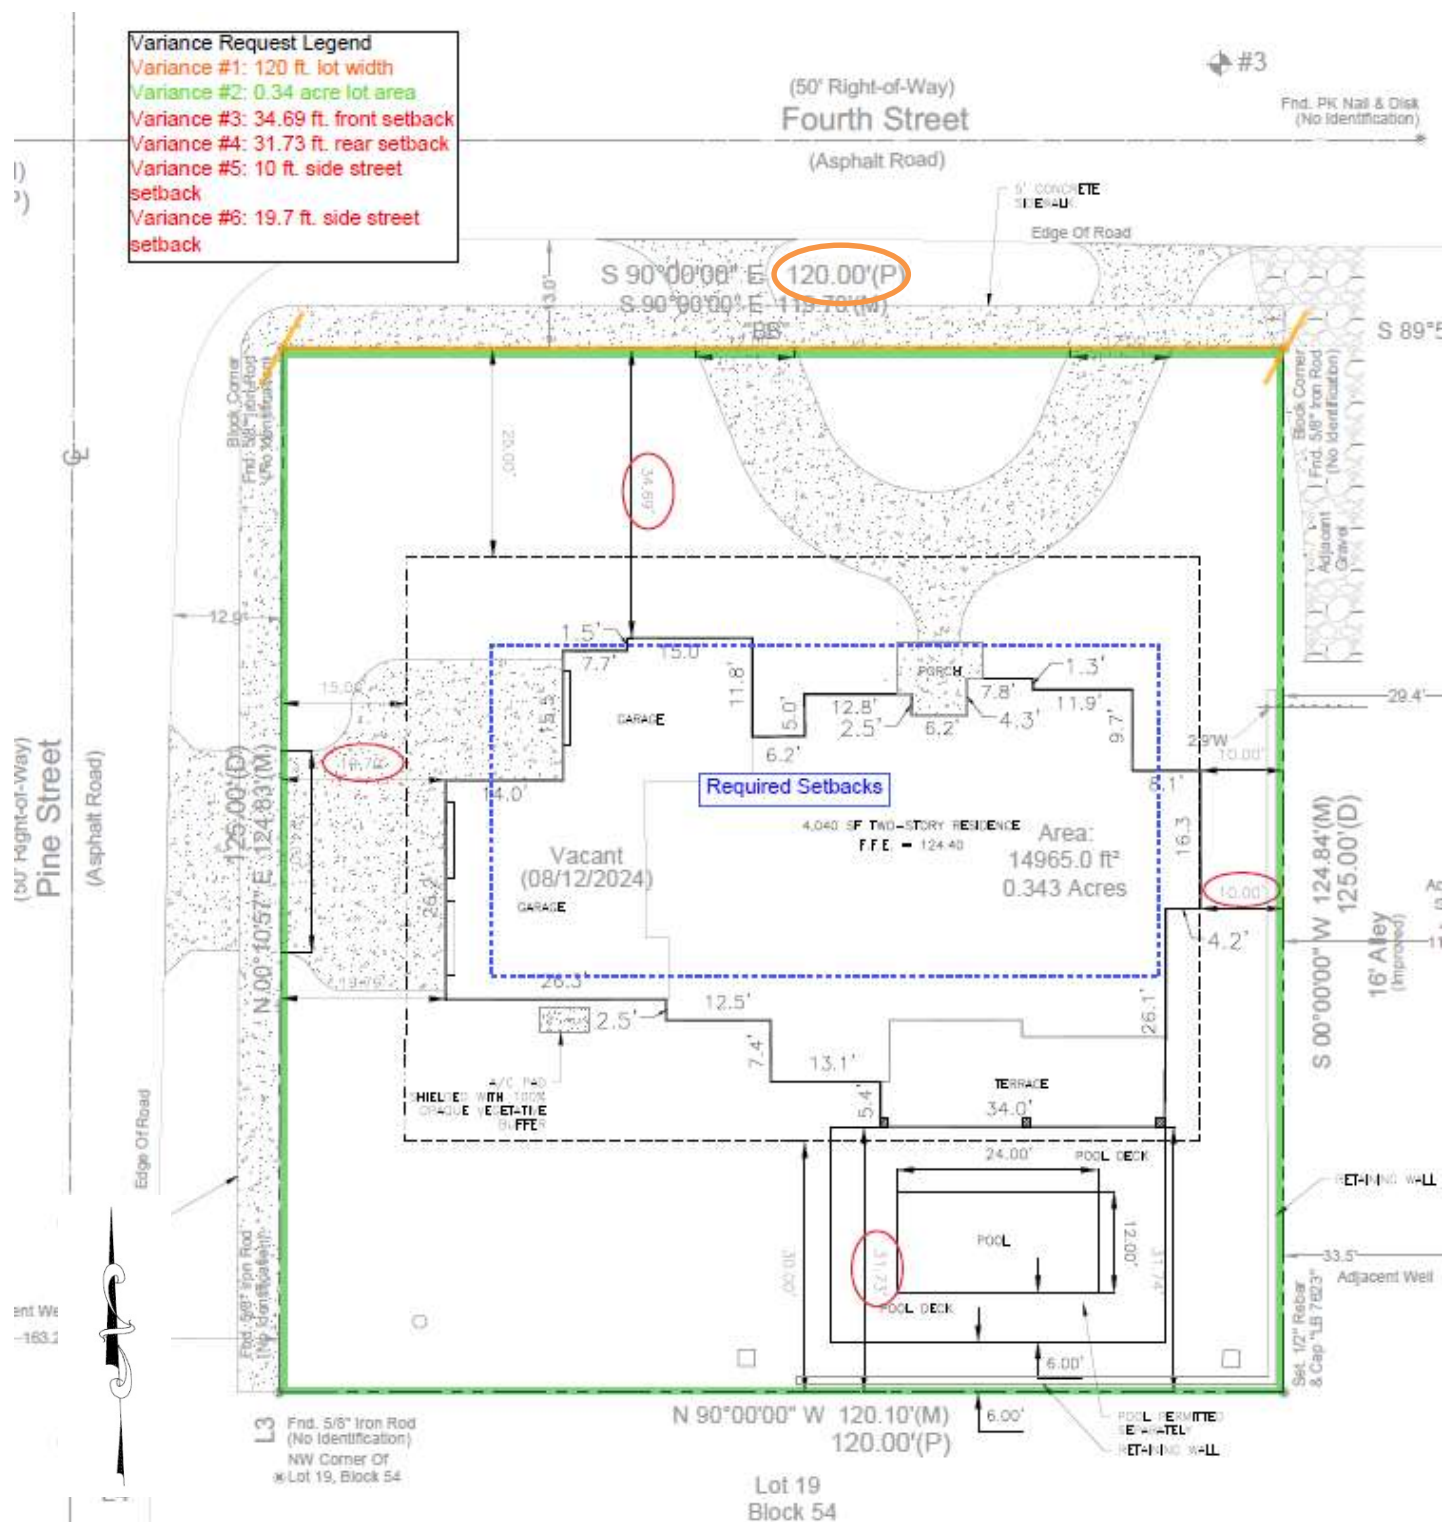 Variance Request Legend
Variance #1: 120 ft. lot width
Variance #2: 0.34 acre lot area
Variance #3: 34.69 ft. front setback
Variance #4: 31.73 ft. rear setback
Variance #5: 10 ft. side street
setback
Variance #6: 19.7 ft. side street
setback
#3
(50' Right-of-Way)
Fourth Street
(Asphalt Road)
Fnd. PK Nail & Disk
(No Identification)
5' CONCRETE
SIDEWALK
Edge Of Road
S 90°00'00" E 120.00'(P)
S 90°00'00" E 119.70'(M)
"BB"
13.0'
S 89°5
Block Corner
Fnd. 5/8" Iron Rod
(No Identification)
Block Corner
Fnd. 5/8" Iron Rod
(No Identification)
Adjacent
Gravel
25.00'
34.69'
12.9'
15.00'
1.5'
7.7'
15.0'
11.8'
15.5'
GARAGE
5.0'
6.2'
12.8'
2.5'
PORCH
6.2'
7.8'
4.3'
1.3'
11.9'
9.7'
8.1'
29.4'
2.9'W
10.00'
19.70'
14.0'
Required Setbacks
4,040 SF TWO-STORY RESIDENCE
F.F.E. = 124.40
Area:
14965.0 ft²
0.343 Acres
16.3
Vacant
(08/12/2024)
GARAGE
26.2'
10.00'
4.2'
(50' Right-of-Way)
Pine Street
(Asphalt Road)
125.00'(D)
N 00°10'57" E 124.83'(M)
S 00°00'00" W 124.84'(M)
125.00'(D)
16' Alley
(Improved)
26.3'
2.5'
12.5'
7.4'
13.1'
5.4'
26.1'
A/C PAD
SHIELDED WITH 100%
OPAQUE VEGETATIVE
BUFFER
TERRACE
34.0'
24.00'
POOL DECK
POOL
12.00'
31.73'
31.74'
30.00'
POOL DECK
6.00'
RETAINING WALL
33.5'
Adjacent Well
Set. 1/2" Rebar
& Cap "LB 7623"
Edge Of Road
Fnd. 5/8" Iron Rod
(No Identification)
ent We
163.2
L3
Fnd. 5/8" Iron Rod
(No Identification)
NW Corner Of
Lot 19, Block 54
N 90°00'00" W 120.10'(M)
120.00'(P)
6.00'
POOL PERMITTED
SEPARATELY
RETAINING WALL
Lot 19
Block 54